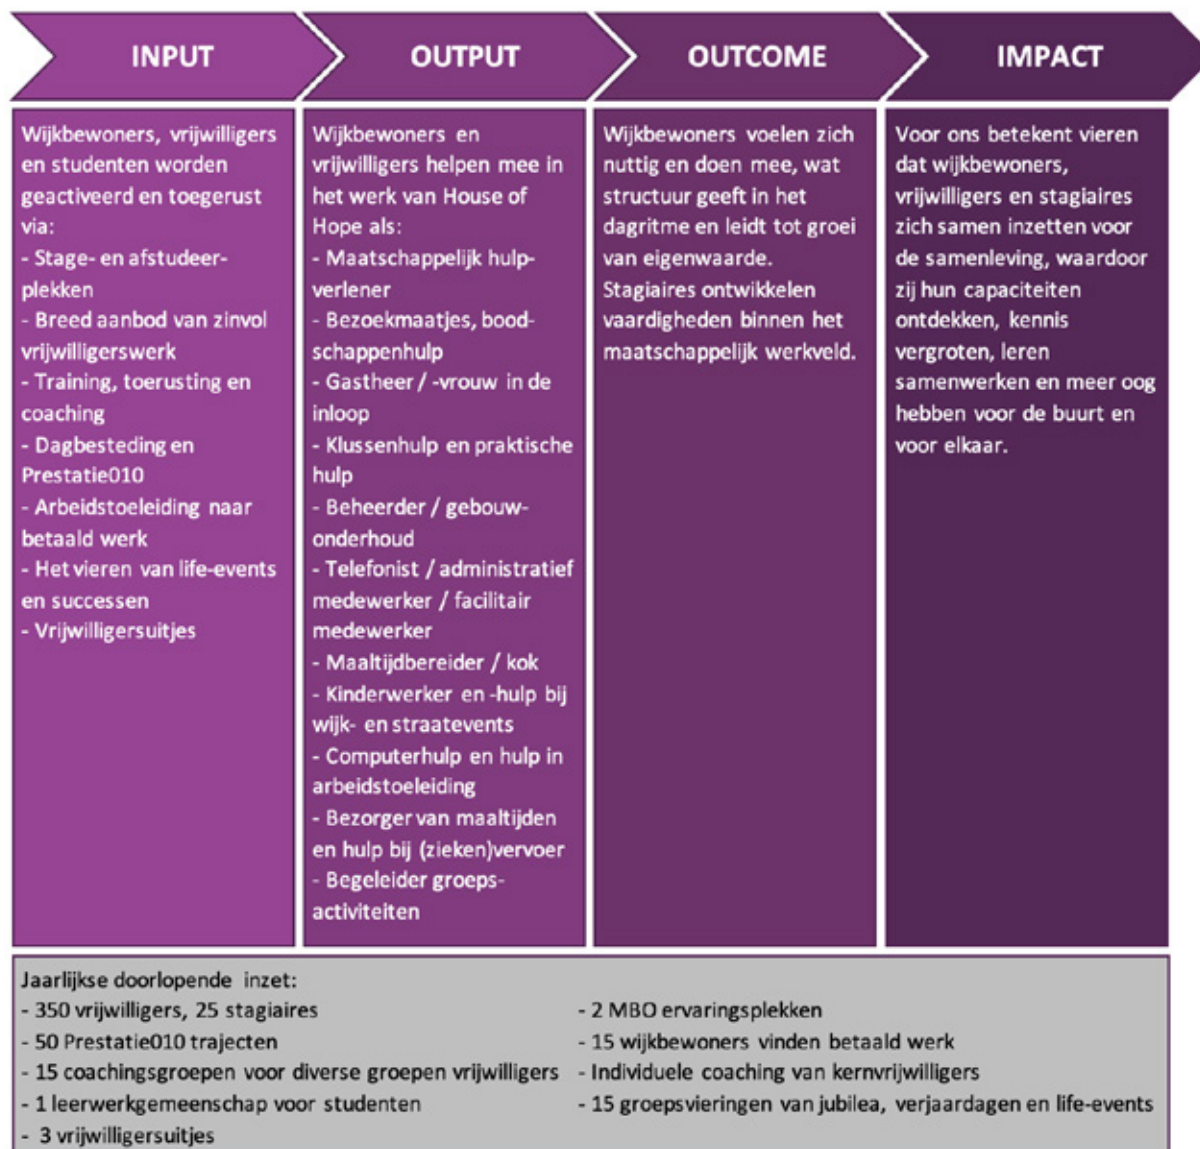 INPUT
OUTPUT
OUTCOME
IMPACT
Wijkbewoners, vrijwilligers
en studenten worden
geactiveerd en toegerust
via:
- Stage- en afstudeer-
plekken
- Breed aanbod van zinvol
vrijwilligerswerk
- Training, toerusting en
coaching
- Dagbesteding en
Prestatie010
- Arbeidstoeleiding naar
betaald werk
- Het vieren van life-events
en successen
- Vrijwilligersuitjes
Wijkbewoners en
vrijwilligers helpen mee in
het werk van House of
Hope als:
- Maatschappelijk hulp-
verlener
- Bezoekmaatjes, bood-
schappenhulp
- Gastheer / -vrouw in de
inloop
- Klussenhulp en praktische
hulp
- Beheerder / gebouw-
onderhoud
- Telefonist / administratief
medewerker / facilitair
medewerker
- Maaltijdbereider / kok
- Kinderwerker en -hulp bij
wijk- en straatevents
- Computerhulp en hulp in
arbeidstoeleiding
- Bezorger van maaltijden
en hulp bij (zieken)vervoer
- Begeleider groeps-
activiteiten
Wijkbewoners voelen zich
nuttig en doen mee, wat
structuur geeft in het
dagritme en leidt tot groei
van eigenwaarde.
Stagiaires ontwikkelen
vaardigheden binnen het
maatschappelijk werkveld.
Voor ons betekent vieren
dat wijkbewoners,
vrijwilligers en stagiaires
zich samen inzetten voor
de samenleving, waardoor
zij hun capaciteiten
ontdekken, kennis
vergroten, leren
samenwerken en meer oog
hebben voor de buurt en
voor elkaar.
Jaarlijkse doorlopende inzet:
- 350 vrijwilligers, 25 stagiaires
- 50 Prestatie010 trajecten
- 15 coachingsgroepen voor diverse groepen vrijwilligers
- 1 leerwerkgemeenschap voor studenten
- 3 vrijwilligersuitjes
- 2 MBO ervaringsplekken
- 15 wijkbewoners vinden betaald werk
- Individuele coaching van kernvrijwilligers
- 15 groepsvieringen van jubilea, verjaardagen en life-events